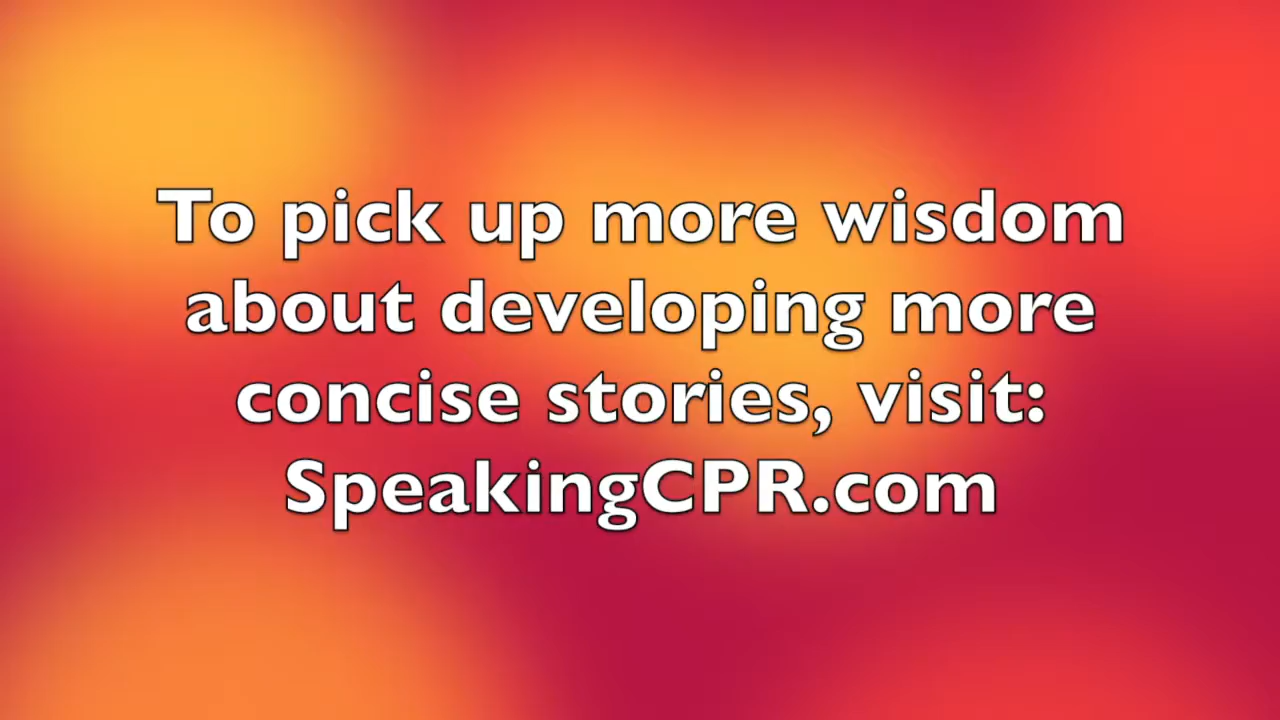 To pick up more wisdom
about developing more
concise stories, visit:
SpeakingCPR.com